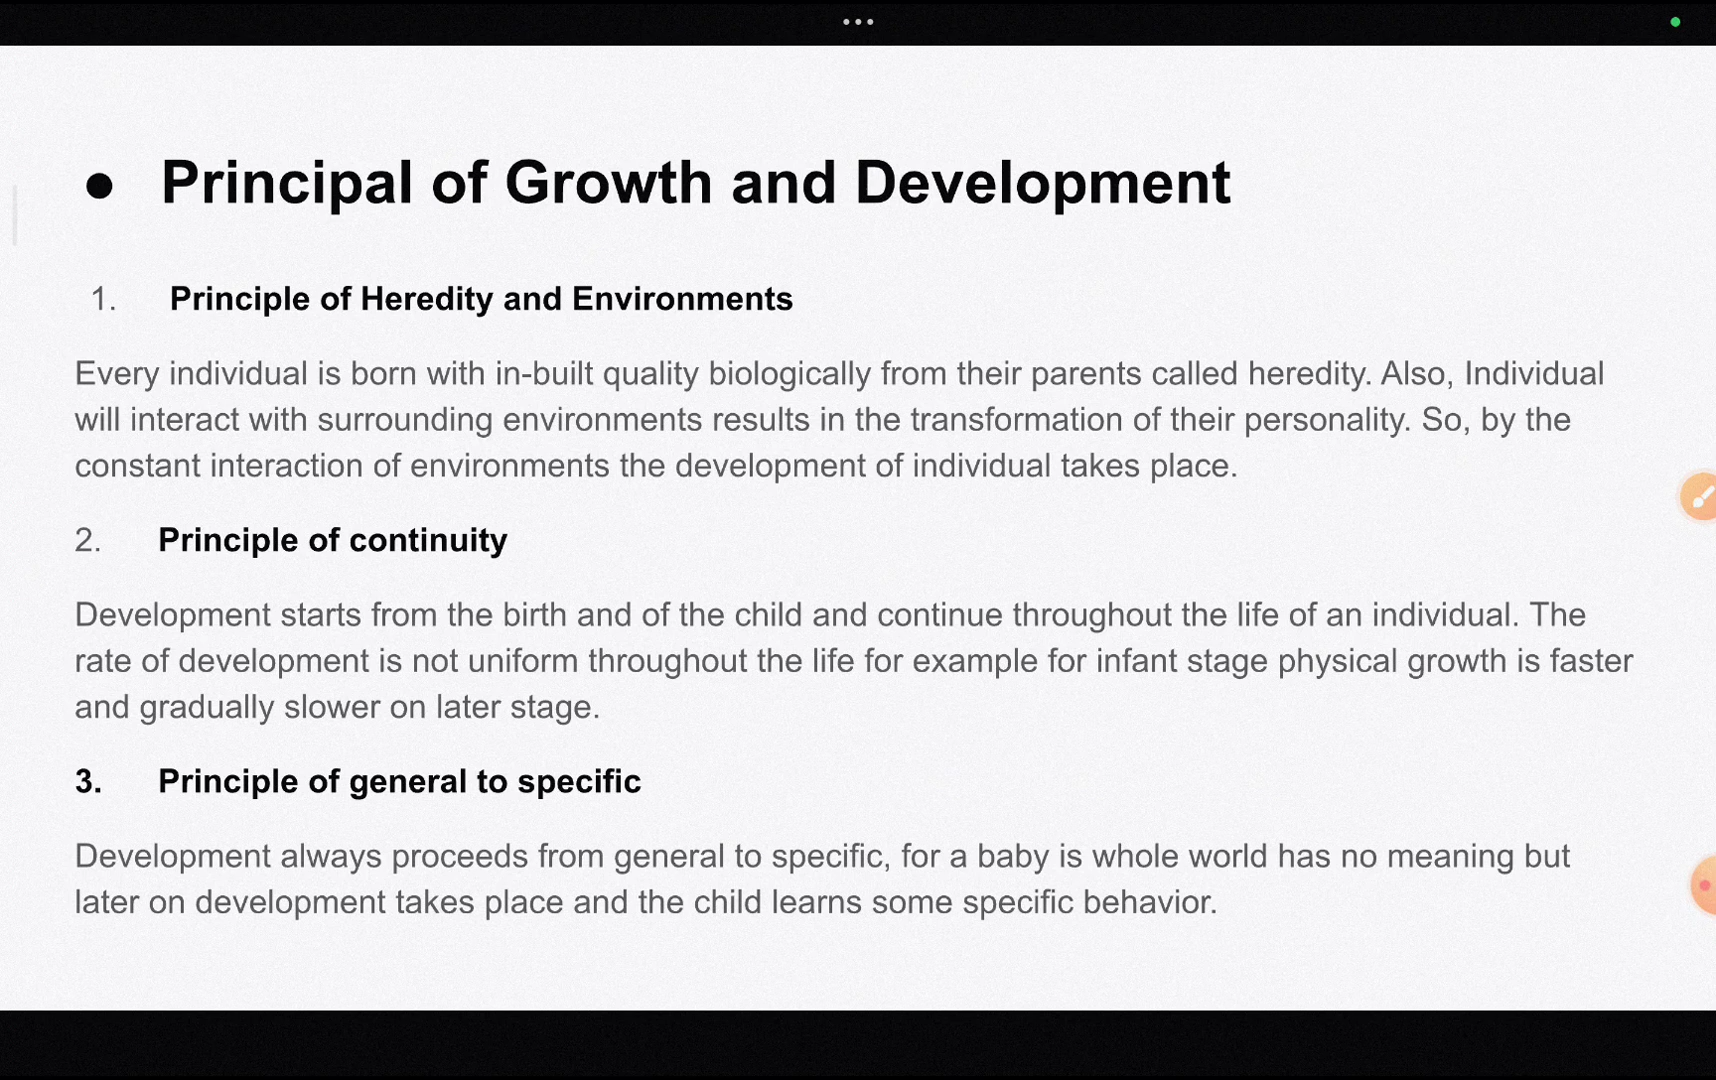 ● Principal of Growth and Development
1. Principle of Heredity and Environments
Every individual is born with in-built quality biologically from their parents called heredity. Also, Individual
will interact with surrounding environments results in the transformation of their personality. So, by the
constant interaction of environments the development of individual takes place.
2. Principle of continuity
Development starts from the birth and of the child and continue throughout the life of an individual. The
rate of development is not uniform throughout the life for example for infant stage physical growth is faster
and gradually slower on later stage.
3. Principle of general to specific
Development always proceeds from general to specific, for a baby is whole world has no meaning but
later on development takes place and the child learns some specific behavior.